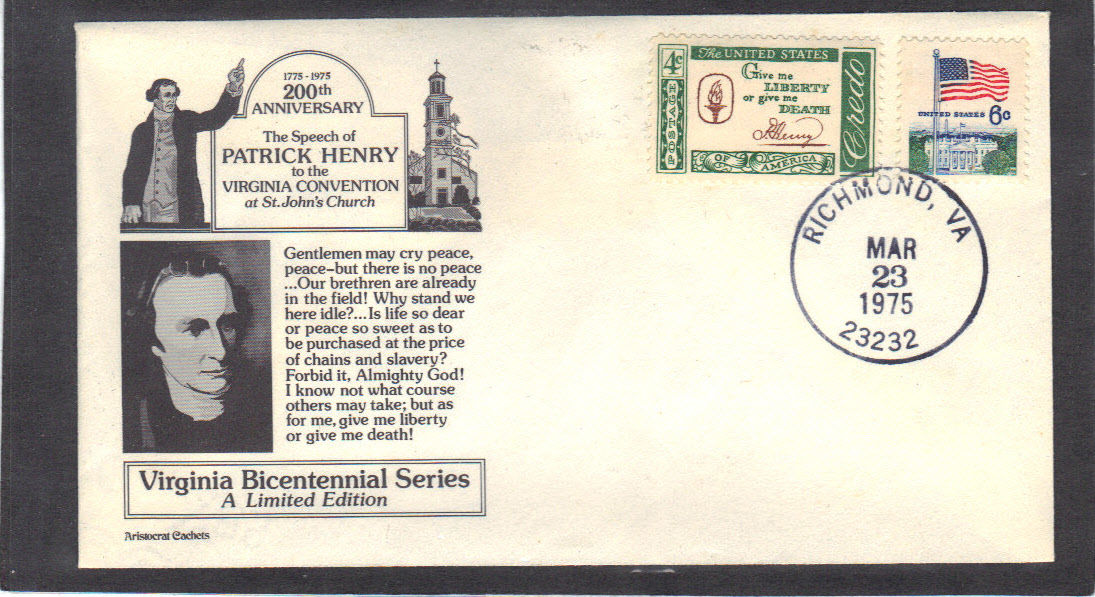 1775-1975
200th
ANNIVERSARY
The Speech of
PATRICK HENRY
to the
VIRGINIA CONVENTION
at St. John's Church
Gentlemen may cry peace,
peace-but there is no peace
...Our brethren are already
in the field! Why stand we
here idle?...Is life so dear
or peace so sweet as to
be purchased at the price
of chains and slavery?
Forbid it, Almighty God!
I know not what course
others may take; but as
for me, give me liberty
or give me death!
Virginia Bicentennial Series
A Limited Edition
Aristocrat Cachets
4c
POSTAGE
The UNITED STATES
Give me
LIBERTY
or give me
DEATH
P Henry
OF AMERICA
Credo
UNITED STATES 6c
RICHMOND, VA
MAR
23
1975
23232